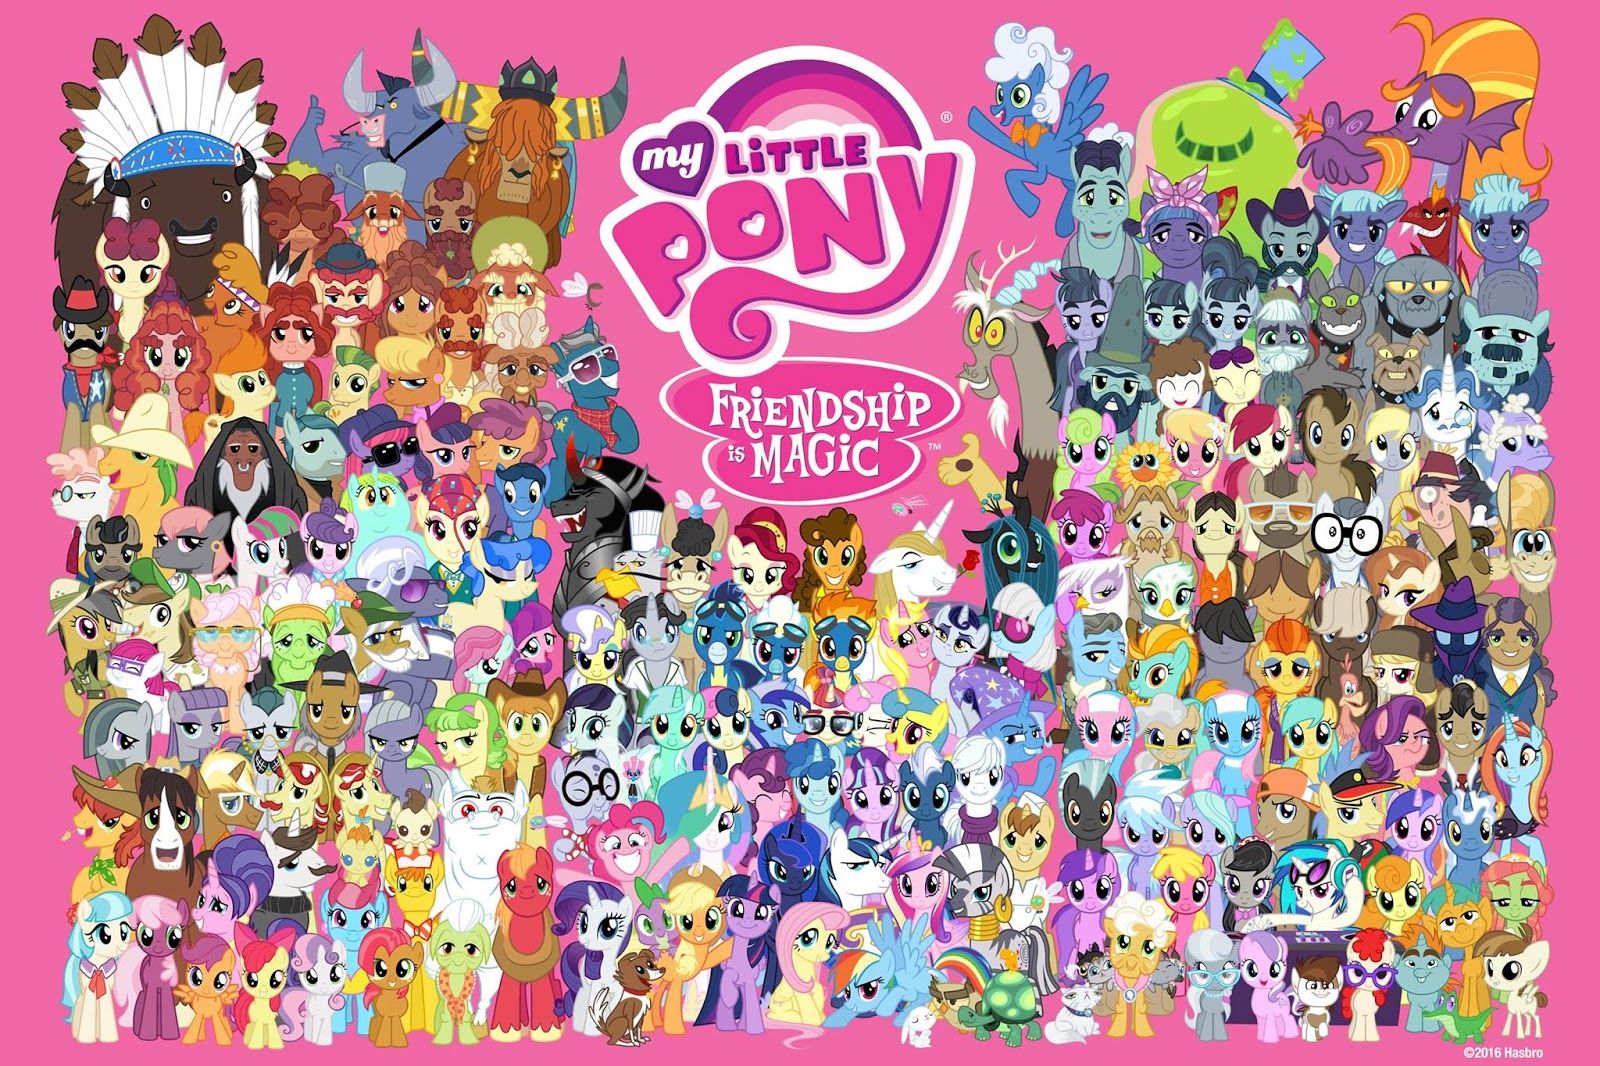 my LiTTLE
PONY
®
FRiENDSHiP
iS MAGiC
™
©2016 Hasbro